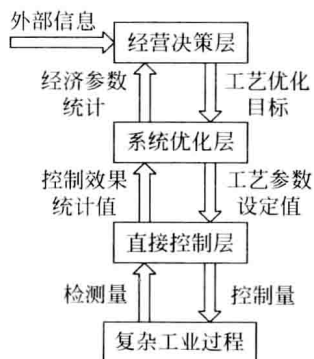 外部信息
经营决策层
经济参数
统计
工艺优化
目标
系统优化层
控制效果
统计值
工艺参数
设定值
直接控制层
检测量
控制量
复杂工业过程